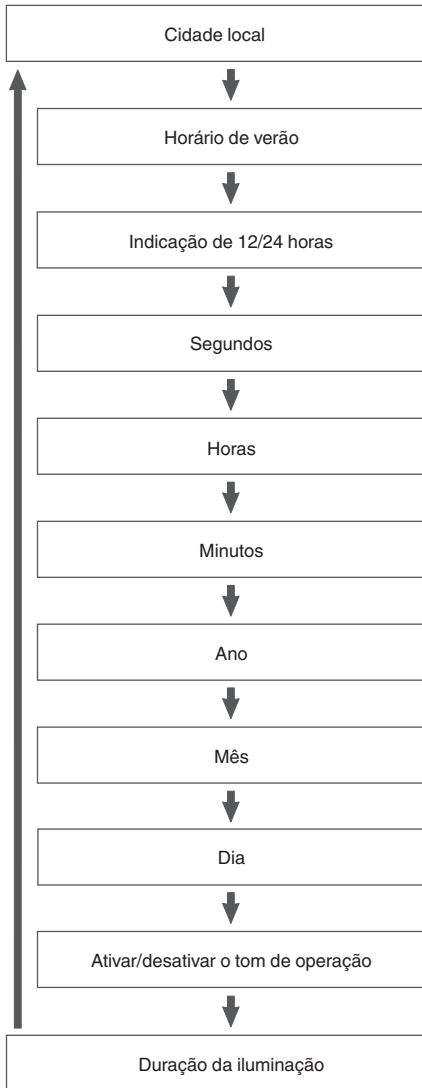 Cidade local
Horário de verão
Indicação de 12/24 horas
Segundos
Horas
Minutos
Ano
Mês
Dia
Ativar/desativar o tom de operação
Duração da iluminação